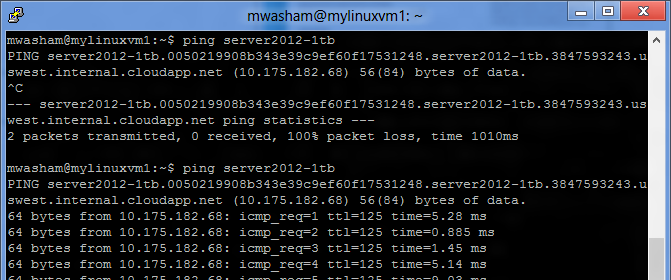 mwasham@mylinuxvm1: ~
mwasham@mylinuxvm1:~$ ping server2012-1tb
PING server2012-1tb.0050219908b343e39c9ef60f17531248.server2012-1tb.3847593243.u
swest.internal.cloudapp.net (10.175.182.68) 56(84) bytes of data.
^C
--- server2012-1tb.0050219908b343e39c9ef60f17531248.server2012-1tb.3847593243.us
west.internal.cloudapp.net ping statistics ---
2 packets transmitted, 0 received, 100% packet loss, time 1010ms
mwasham@mylinuxvm1:~$ ping server2012-1tb
PING server2012-1tb.0050219908b343e39c9ef60f17531248.server2012-1tb.3847593243.u
swest.internal.cloudapp.net (10.175.182.68) 56(84) bytes of data.
64 bytes from 10.175.182.68: icmp_req=1 ttl=125 time=5.28 ms
64 bytes from 10.175.182.68: icmp_req=2 ttl=125 time=0.885 ms
64 bytes from 10.175.182.68: icmp_req=3 ttl=125 time=1.45 ms
64 bytes from 10.175.182.68: icmp_req=4 ttl=125 time=5.14 ms